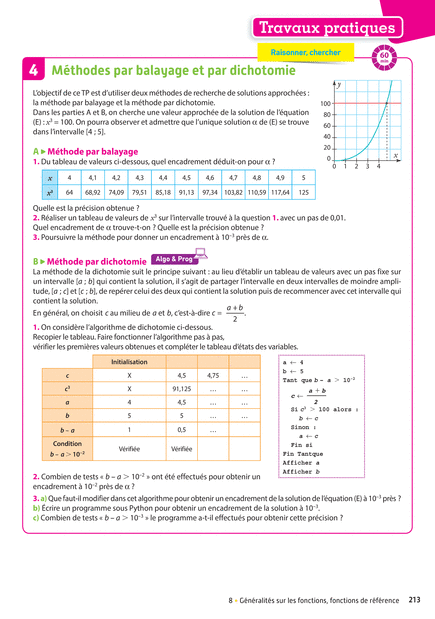 Travaux pratiques
Raisonner, chercher
60
min
4 Méthodes par balayage et par dichotomie
L'objectif de ce TP est d'utiliser deux méthodes de recherche de solutions approchées :
la méthode par balayage et la méthode par dichotomie.
Dans les parties A et B, on cherche une valeur approchée de la solution de l'équation
(E) : x³ = 100. On pourra observer et admettre que l'unique solution α de (E) se trouve
dans l'intervalle [4 ; 5].
y
100
80
60
40
20
0
0 1 2 3 4
x
A ▸ Méthode par balayage
1. Du tableau de valeurs ci-dessous, quel encadrement déduit-on pour α ?
x 4 4,1 4,2 4,3 4,4 4,5 4,6 4,7 4,8 4,9 5
x³ 64 68,92 74,09 79,51 85,18 91,13 97,34 103,82 110,59 117,64 125
Quelle est la précision obtenue ?
2. Réaliser un tableau de valeurs de x³ sur l'intervalle trouvé à la question 1. avec un pas de 0,01.
Quel encadrement de α trouve-t-on ? Quelle est la précision obtenue ?
3. Poursuivre la méthode pour donner un encadrement à 10⁻³ près de α.
B ▸ Méthode par dichotomie Algo & Prog
La méthode de la dichotomie suit le principe suivant : au lieu d'établir un tableau de valeurs avec un pas fixe sur
un intervalle [a ; b] qui contient la solution, il s'agit de partager l'intervalle en deux intervalles de moindre ampli-
tude, [a ; c] et [c ; b], de repérer celui des deux qui contient la solution puis de recommencer avec cet intervalle qui
contient la solution.
En général, on choisit c au milieu de a et b, c'est-à-dire c = (a + b)/2.
1. On considère l'algorithme de dichotomie ci-dessous.
Recopier le tableau. Faire fonctionner l'algorithme pas à pas,
vérifier les premières valeurs obtenues et compléter le tableau d'états des variables.
Initialisation
c X 4,5 4,75 …
c³ X 91,125 … …
a 4 4,5 … …
b 5 5 … …
b – a 1 0,5 …
Condition
b – a > 10⁻² Vérifiée Vérifiée
a ← 4
b ← 5
Tant que b – a > 10⁻²
c ← (a + b)/2
Si c³ > 100 alors :
b ← c
Sinon :
a ← c
Fin si
Fin Tantque
Afficher a
Afficher b
2. Combien de tests « b – a > 10⁻² » ont été effectués pour obtenir un
encadrement à 10⁻² près de α ?
3. a) Que faut-il modifier dans cet algorithme pour obtenir un encadrement de la solution de l'équation (E) à 10⁻³ près ?
b) Écrire un programme sous Python pour obtenir un encadrement de la solution à 10⁻³.
c) Combien de tests « b – a > 10⁻³ » le programme a-t-il effectués pour obtenir cette précision ?
8 • Généralités sur les fonctions, fonctions de référence 213